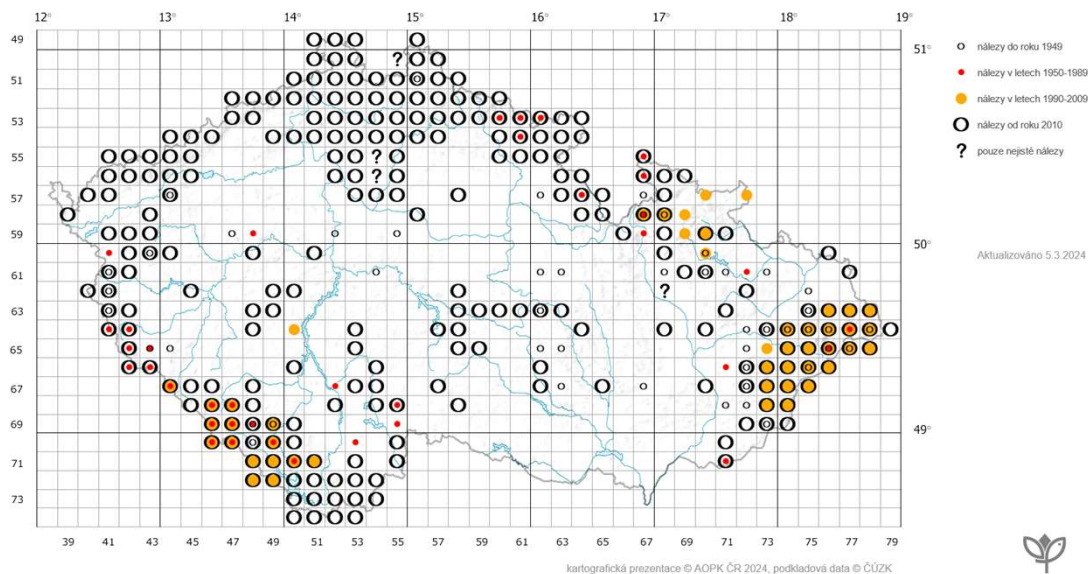 12° 13° 14° 15° 16° 17° 18° 19°
49
51
53
55
57
59
61
63
65
67
69
71
73
51°
50°
49°
? ? ? ?
39 41 43 45 47 49 51 53 55 57 59 61 63 65 67 69 71 73 75 77 79
nálezy do roku 1949
nálezy v letech 1950-1989
nálezy v letech 1990-2009
nálezy od roku 2010
? pouze nejisté nálezy
Aktualizováno 5.3.2024
kartografická prezentace © AOPK ČR 2024, podkladová data © ČÚZK